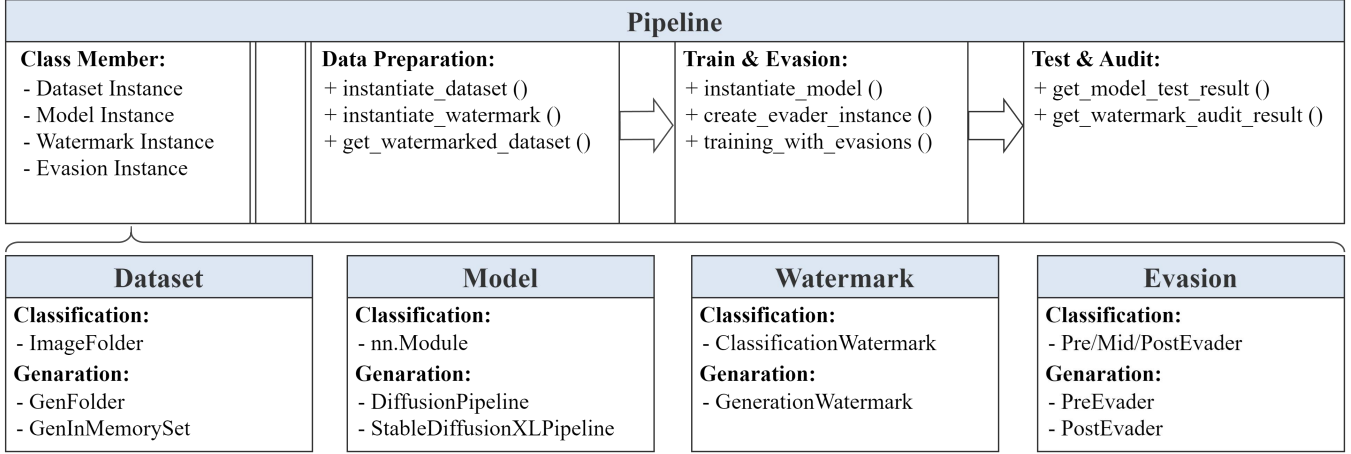 Pipeline
Class Member:
- Dataset Instance
- Model Instance
- Watermark Instance
- Evasion Instance
Data Preparation:
+ instantiate_dataset ()
+ instantiate_watermark ()
+ get_watermarked_dataset ()
Train & Evasion:
+ instantiate_model ()
+ create_evader_instance ()
+ training_with_evasions ()
Test & Audit:
+ get_model_test_result ()
+ get_watermark_audit_result ()
Dataset
Classification:
- ImageFolder
Genaration:
- GenFolder
- GenInMemorySet
Model
Classification:
- nn.Module
Genaration:
- DiffusionPipeline
- StableDiffusionXLPipeline
Watermark
Classification:
- ClassificationWatermark
Genaration:
- GenerationWatermark
Evasion
Classification:
- Pre/Mid/PostEvader
Genaration:
- PreEvader
- PostEvader